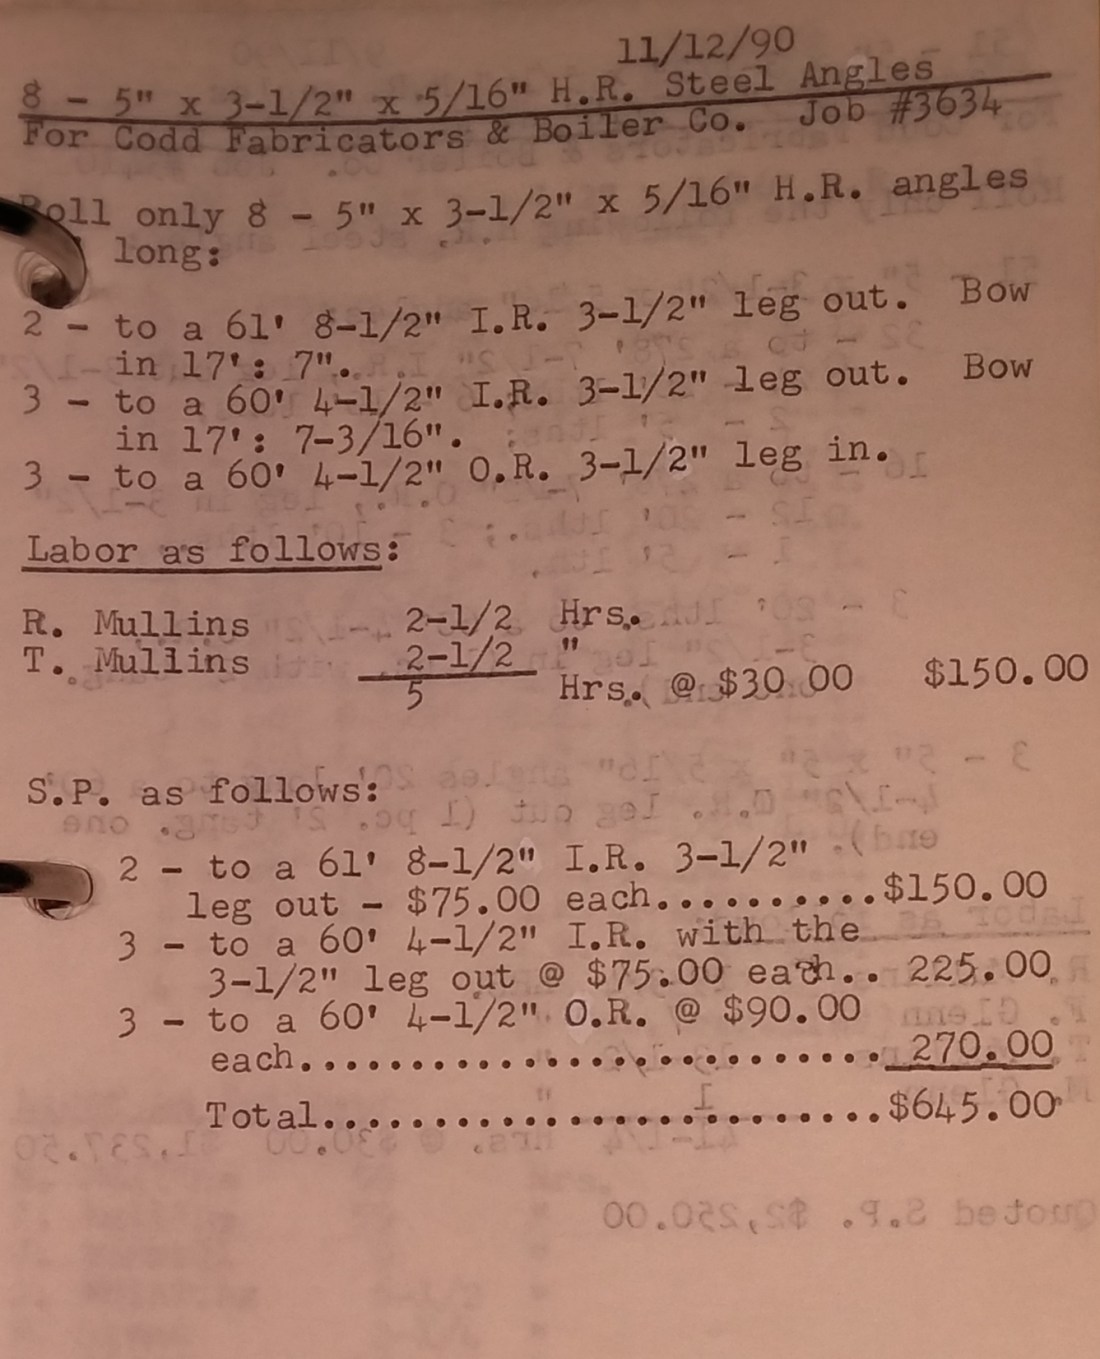 11/12/90
8 - 5" x 3-1/2" x 5/16" H.R. Steel Angles
For Codd Fabricators & Boiler Co. Job #3634
Roll only 8 - 5" x 3-1/2" x 5/16" H.R. angles
long:
2 - to a 61' 8-1/2" I.R. 3-1/2" leg out. Bow
in 17': 7".
3 - to a 60' 4-1/2" I.R. 3-1/2" leg out. Bow
in 17': 7-3/16".
3 - to a 60' 4-1/2" O.R. 3-1/2" leg in.
Labor as follows:
R. Mullins 2-1/2 Hrs.
T. Mullins 2-1/2 "
5 Hrs. @ $30 00 $150.00
S.P. as follows:
2 - to a 61' 8-1/2" I.R. 3-1/2"
leg out - $75.00 each..........$150.00
3 - to a 60' 4-1/2" I.R. with the
3-1/2" leg out @ $75.00 each.. 225.00
3 - to a 60' 4-1/2" O.R. @ $90.00
each............................ 270.00
Total.........................$645.00